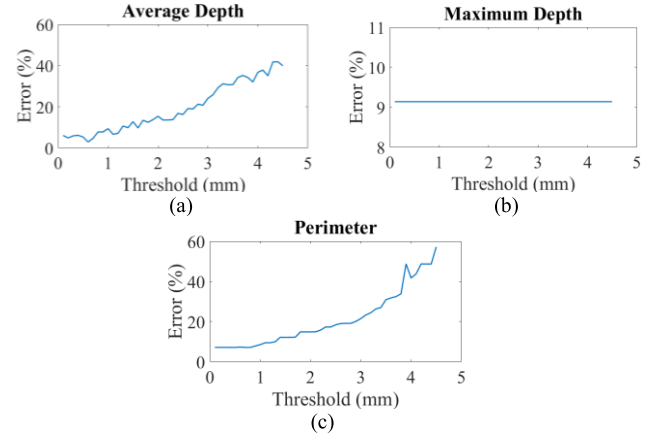 Average Depth
60
40
20
0
Error (%)
0 1 2 3 4 5
Threshold (mm)
(a)
Maximum Depth
11
10
9
8
Error (%)
0 1 2 3 4 5
Threshold (mm)
(b)
Perimeter
60
40
20
0
Error (%)
0 1 2 3 4 5
Threshold (mm)
(c)